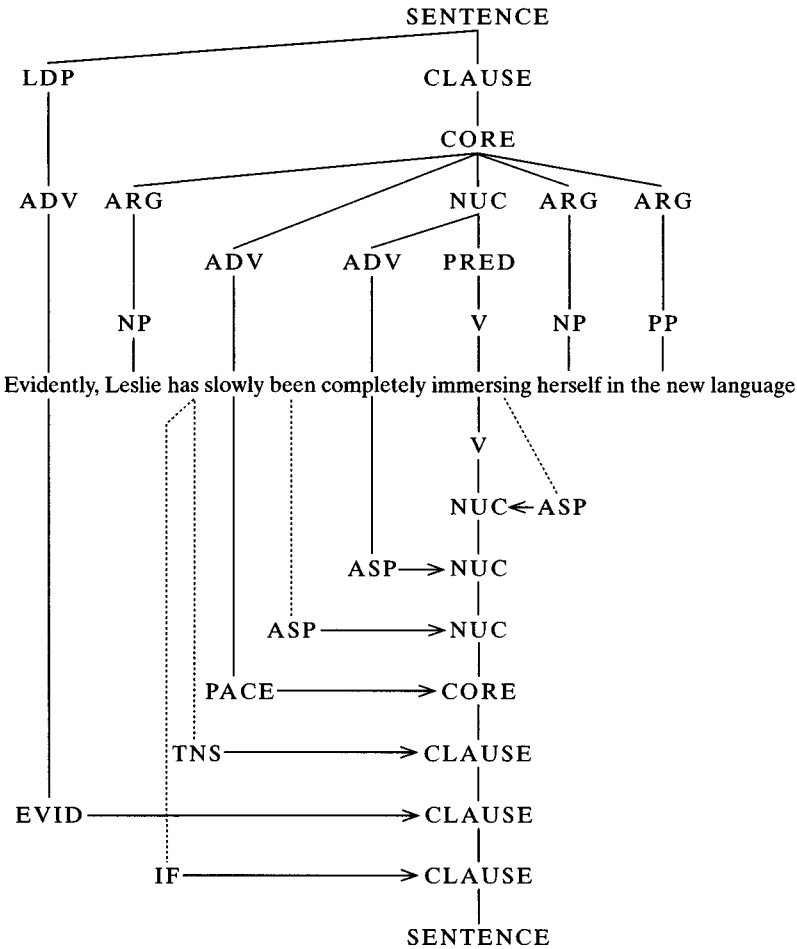 SENTENCE
LDP CLAUSE
CORE
ADV ARG NUC ARG ARG
ADV ADV PRED
NP V NP PP
Evidently, Leslie has slowly been completely immersing herself in the new language
V
NUC ASP
ASP NUC
ASP NUC
PACE CORE
TNS CLAUSE
EVID CLAUSE
IF CLAUSE
SENTENCE